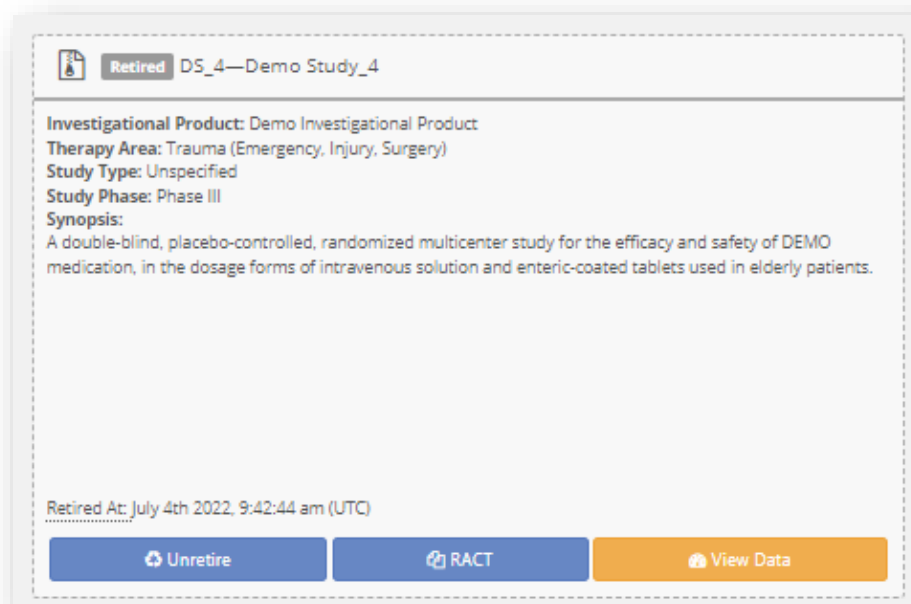 Retired DS_4—Demo Study_4
Investigational Product: Demo Investigational Product
Therapy Area: Trauma (Emergency, Injury, Surgery)
Study Type: Unspecified
Study Phase: Phase III
Synopsis:
A double-blind, placebo-controlled, randomized multicenter study for the efficacy and safety of DEMO
medication, in the dosage forms of intravenous solution and enteric-coated tablets used in elderly patients.
Retired At: July 4th 2022, 9:42:44 am (UTC)
Unretire RACT View Data